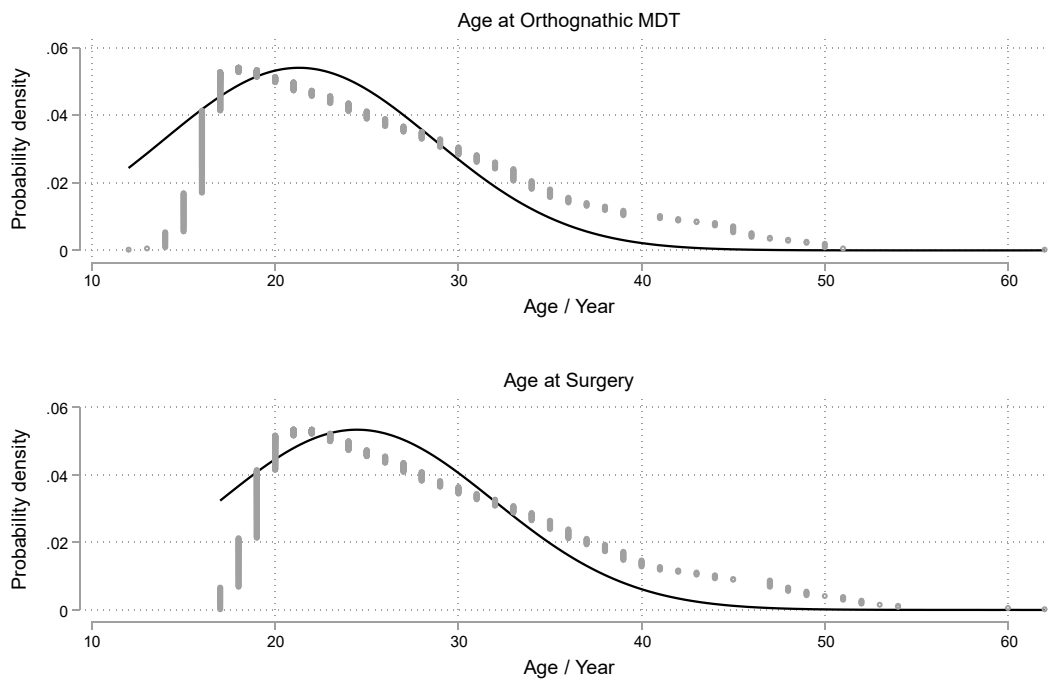 Age at Orthognathic MDT
.06
.04
.02
0
Probability density
10 20 30 40 50 60
Age / Year
Age at Surgery
.06
.04
.02
0
Probability density
10 20 30 40 50 60
Age / Year